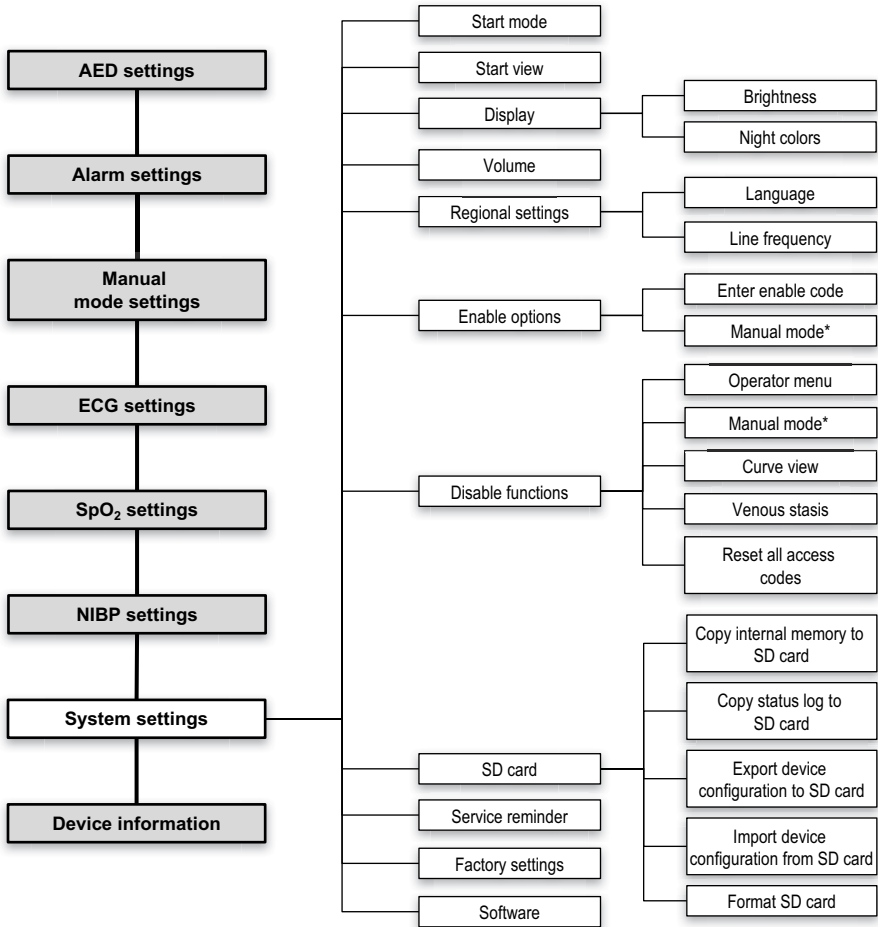 AED settings
Alarm settings
Manual
mode settings
ECG settings
SpO₂ settings
NIBP settings
System settings
Device information
Start mode
Start view
Display
Volume
Regional settings
Enable options
Disable functions
SD card
Service reminder
Factory settings
Software
Brightness
Night colors
Language
Line frequency
Enter enable code
Manual mode*
Operator menu
Manual mode*
Curve view
Venous stasis
Reset all access
codes
Copy internal memory to
SD card
Copy status log to
SD card
Export device
configuration to SD card
Import device
configuration from SD card
Format SD card